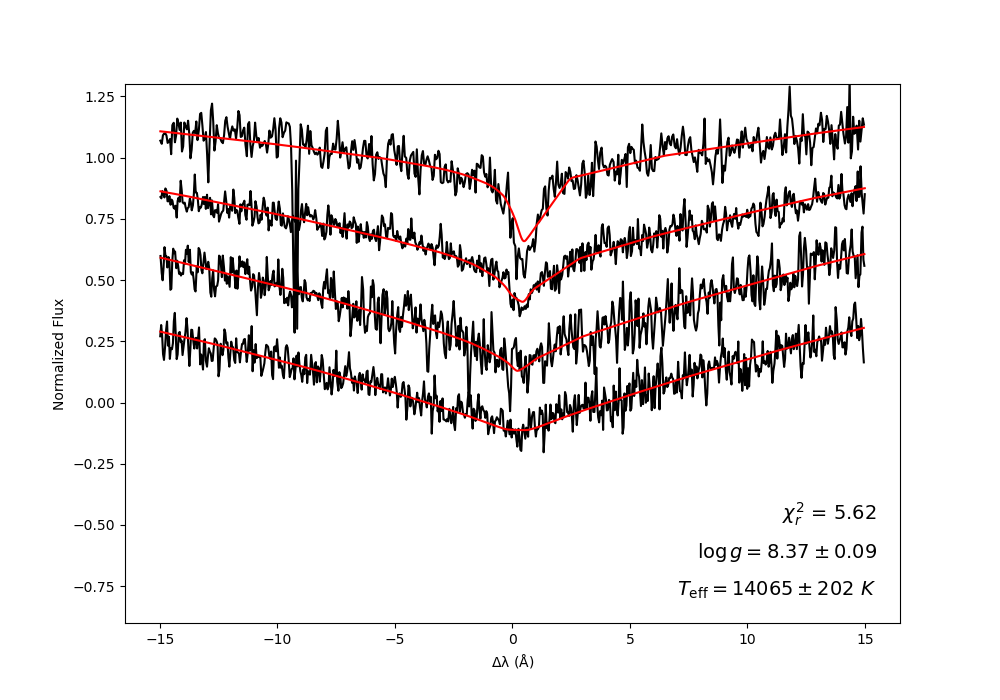 1.25
1.00
0.75
0.50
0.25
0.00
−0.25
−0.50
−0.75
Normalized Flux
χ²ᵣ = 5.62
log g = 8.37 ± 0.09
T_eff = 14065 ± 202 K
−15 −10 −5 0 5 10 15
Δλ (Å)